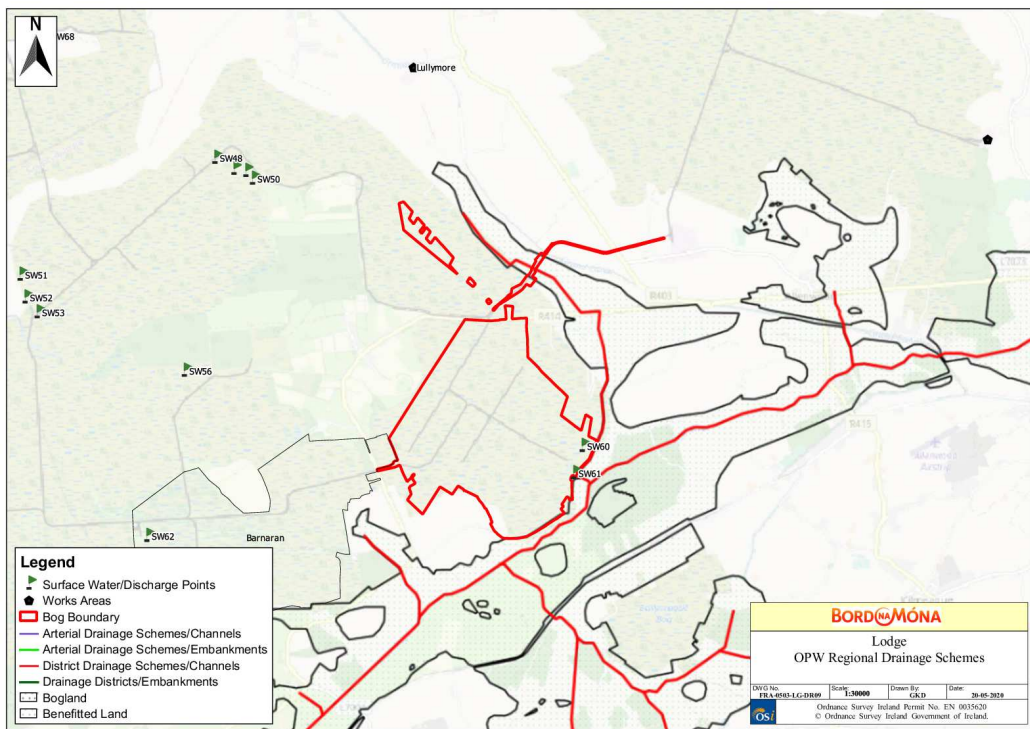 N
W68
Lullymore
SW48
SW50
SW51
SW52
SW53
SW56
R414
R403
L7023
R415
SW60
SW61
SW62
Barnaran
Legend
Surface Water/Discharge Points
Works Areas
Bog Boundary
Arterial Drainage Schemes/Channels
Arterial Drainage Schemes/Embankments
District Drainage Schemes/Channels
Drainage Districts/Embankments
Bogland
Benefitted Land
BORD NA MÓNA
Lodge
OPW Regional Drainage Schemes
DWG No. Scale: Drawn By: Date:
FRA-0503-LG-DR09 1:30000 GKD 20-05-2020
OSi
Ordnance Survey Ireland Permit No. EN 0035620
© Ordnance Survey Ireland Government of Ireland.